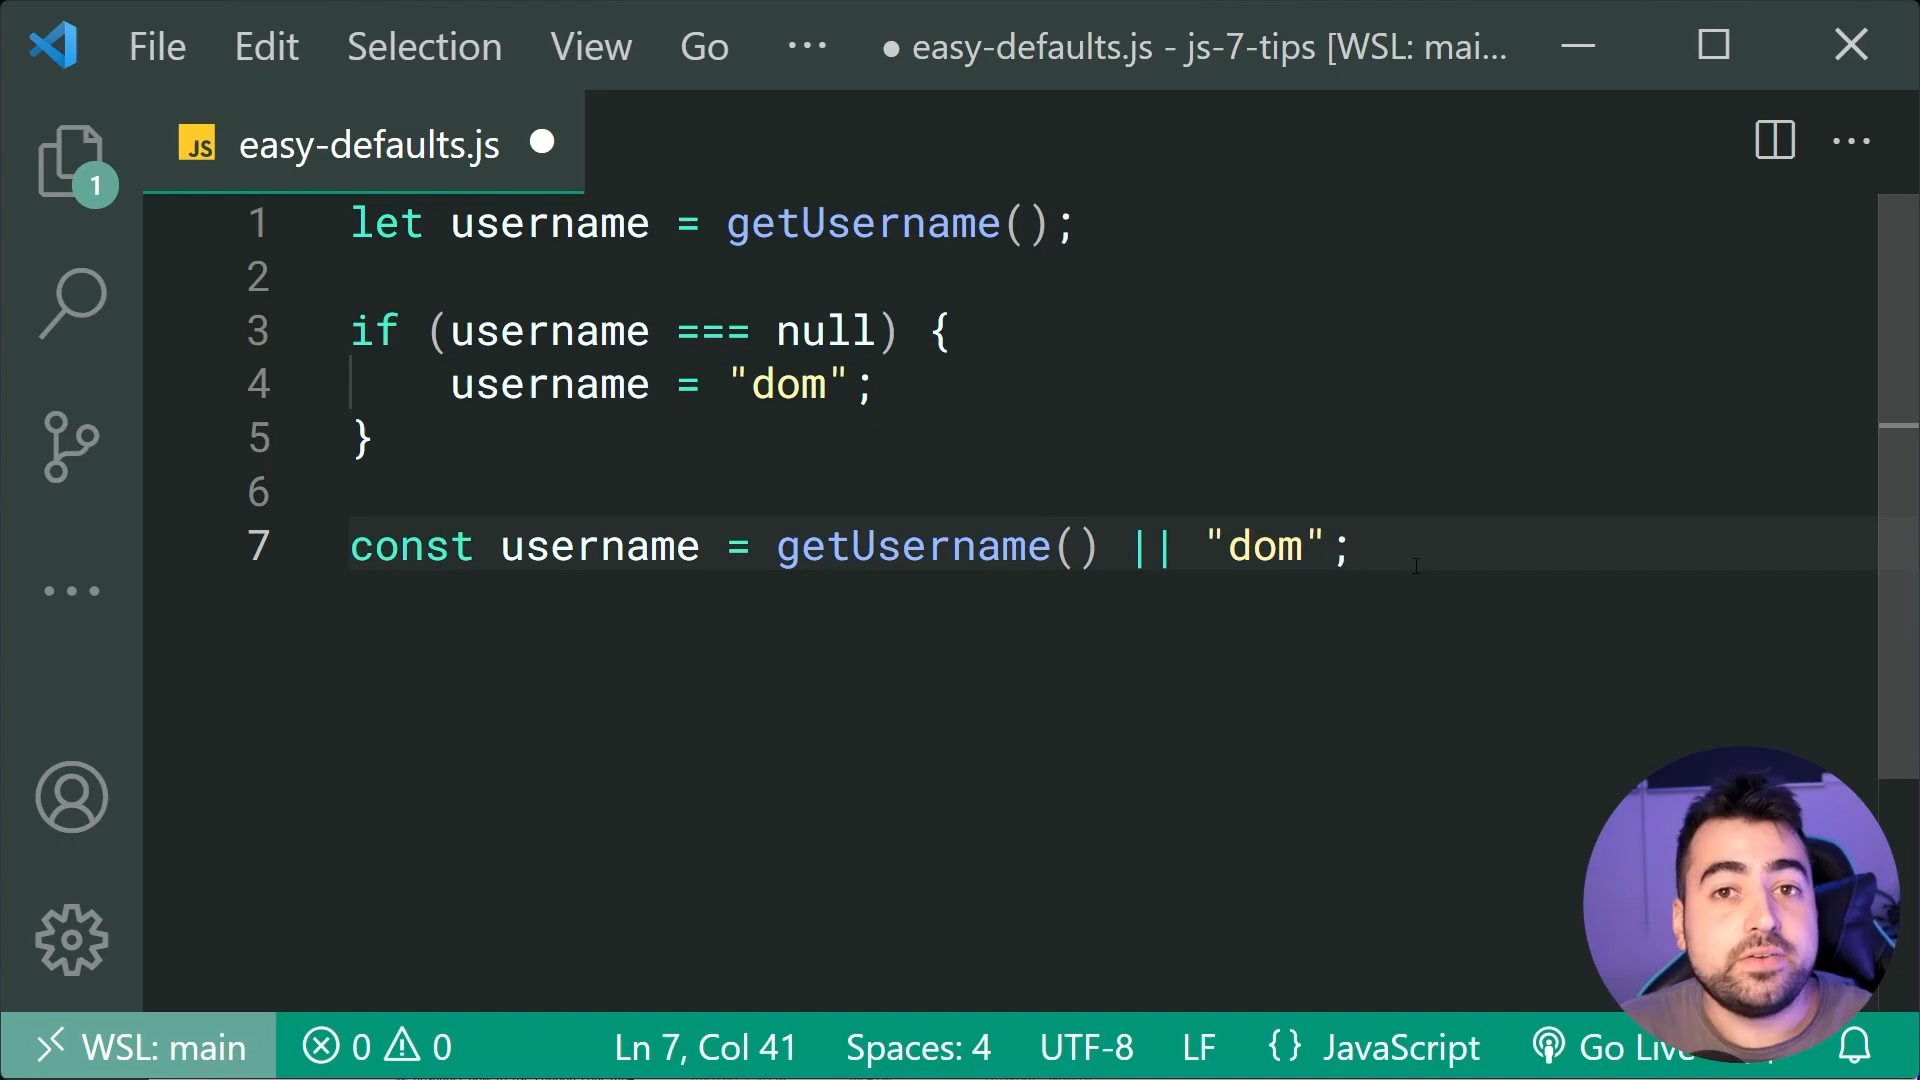 File Edit Selection View Go ··· ● easy-defaults.js - js-7-tips [WSL: mai...
1
JS easy-defaults.js ● ···
1 let username = getUsername();
2
3 if (username === null) {
4 username = "dom";
5 }
6
7 const username = getUsername() || "dom";
WSL: main 0 0 Ln 7, Col 41 Spaces: 4 UTF-8 LF {} JavaScript Go Live